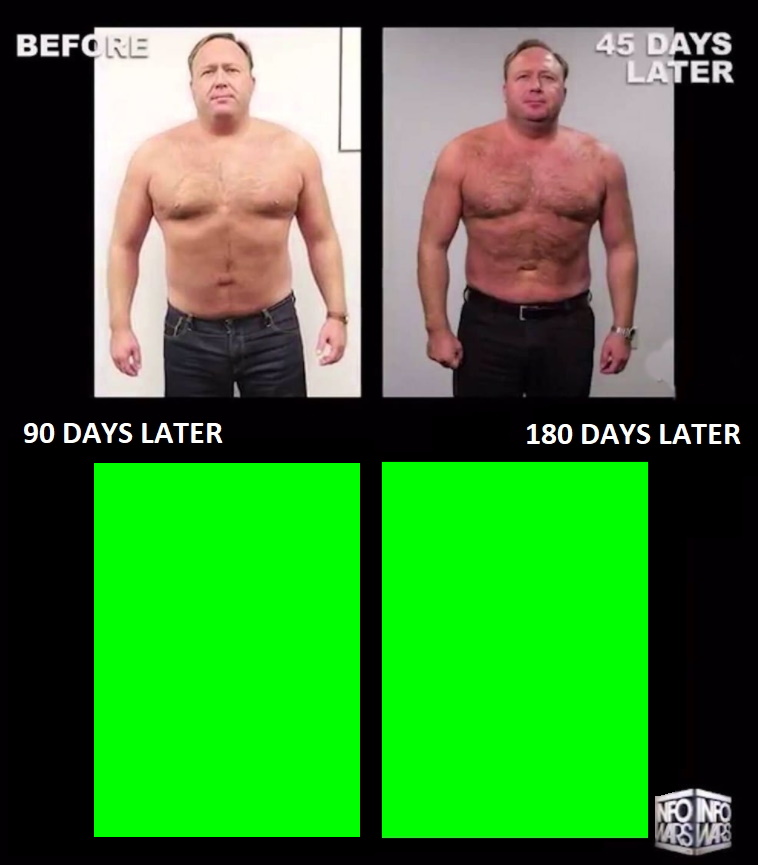 BEFORE
45 DAYS
LATER
90 DAYS LATER
180 DAYS LATER
INFO INFO
WARS WARS